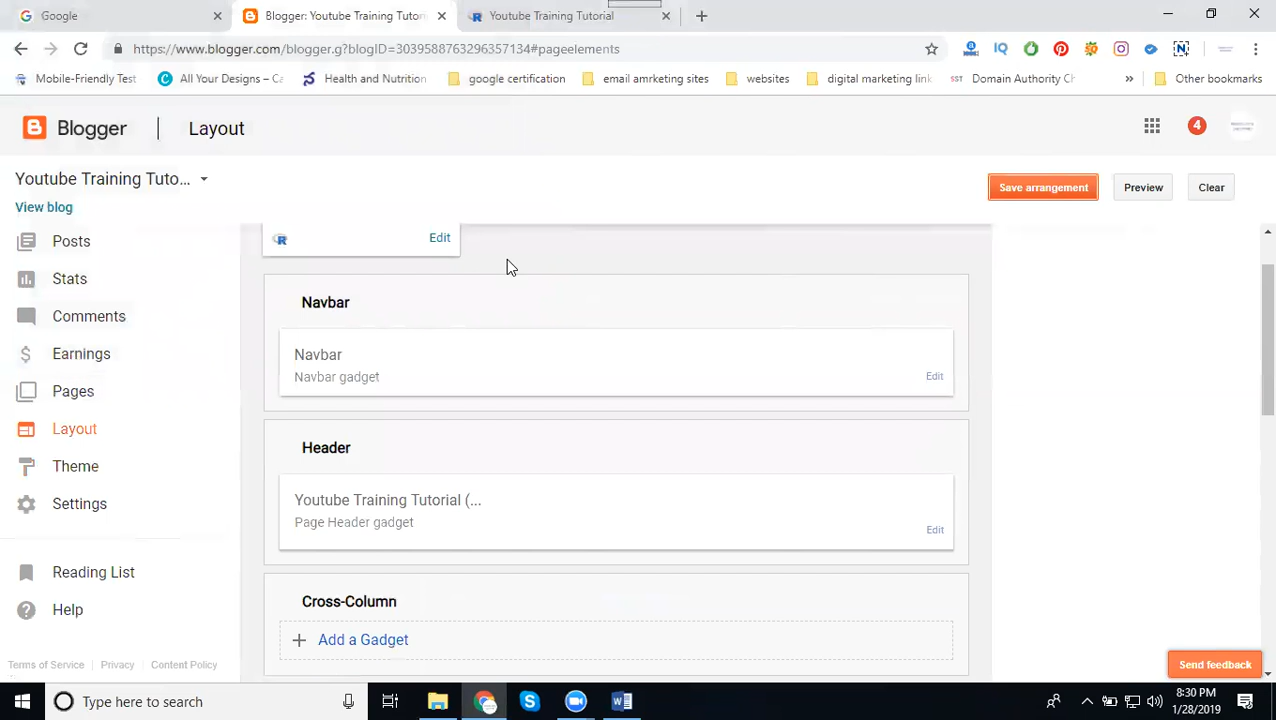 Google
Blogger: Youtube Training Tutor
Youtube Training Tutorial
https://www.blogger.com/blogger.g?blogID=3039588763296357134#pageelements
Mobile-Friendly Test
All Your Designs – Ca
Health and Nutrition
google certification
email amrketing sites
websites
digital marketing link
SST
Domain Authority Ch
»
Other bookmarks
Blogger
Layout
4
Youtube Training Tuto...
Save arrangement
Preview
Clear
View blog
Posts
Stats
Comments
Earnings
Pages
Layout
Theme
Settings
Reading List
Help
Terms of Service
Privacy
Content Policy
R
Edit
Navbar
Navbar
Navbar gadget
Edit
Header
Youtube Training Tutorial (...
Page Header gadget
Edit
Cross-Column
Add a Gadget
Send feedback
Type here to search
8:30 PM
1/28/2019